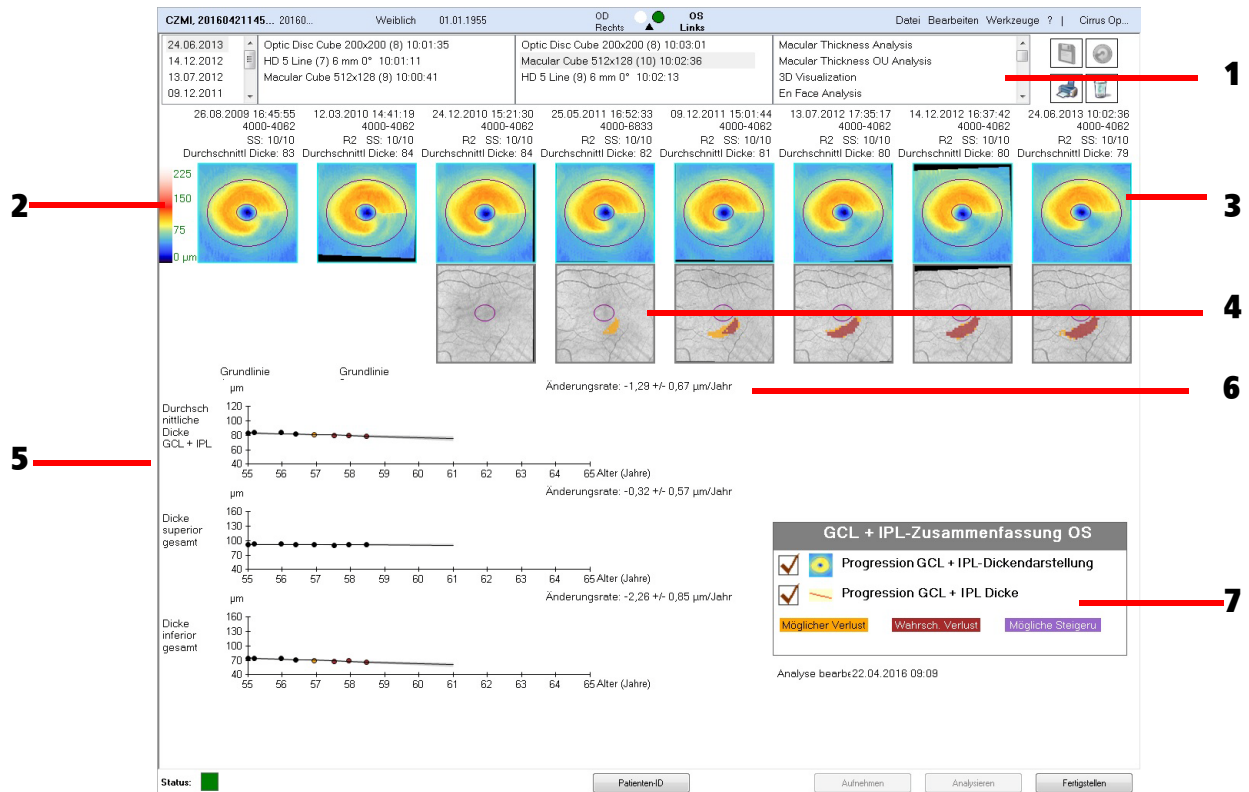 CZMI, 20160421145... 20160... Weiblich 01.01.1955 OD Rechts OS Links Datei Bearbeiten Werkzeuge ? | Cirrus Op...
24.06.2013
14.12.2012
13.07.2012
09.12.2011
Optic Disc Cube 200x200 (8) 10:01:35
HD 5 Line (7) 6 mm 0° 10:01:11
Macular Cube 512x128 (9) 10:00:41
Optic Disc Cube 200x200 (8) 10:03:01
Macular Cube 512x128 (10) 10:02:36
HD 5 Line (9) 6 mm 0° 10:02:13
Macular Thickness Analysis
Macular Thickness OU Analysis
3D Visualization
En Face Analysis
1
26.08.2009 16:45:55 12.03.2010 14:41:19 24.12.2010 15:21:30 25.05.2011 16:52:33 09.12.2011 15:01:44 13.07.2012 17:35:17 14.12.2012 16:37:42 24.06.2013 10:02:36
4000-4062 4000-4062 4000-4062 4000-6833 4000-4062 4000-4062 4000-4062 4000-4062
SS: 10/10 R2 SS: 10/10 R2 SS: 10/10 R2 SS: 10/10 R2 SS: 10/10 R2 SS: 10/10 R2 SS: 10/10 R2 SS: 10/10
Durchschnittl Dicke: 83 Durchschnittl Dicke: 84 Durchschnittl Dicke: 84 Durchschnittl Dicke: 82 Durchschnittl Dicke: 81 Durchschnittl Dicke: 80 Durchschnittl Dicke: 80 Durchschnittl Dicke: 79
225
150
75
0 µm
2
3
4
Grundlinie Grundlinie
6
µm Änderungsrate: -1,29 +/- 0,67 µm/Jahr
Durchsch
nittliche
Dicke
GCL + IPL
120
100
80
60
40
55 56 57 58 59 60 61 62 63 64 65 Alter (Jahre)
5
µm Änderungsrate: -0,32 +/- 0,57 µm/Jahr
Dicke
superior
gesamt
160
130
100
70
40
55 56 57 58 59 60 61 62 63 64 65 Alter (Jahre)
µm Änderungsrate: -2,26 +/- 0,85 µm/Jahr
Dicke
inferior
gesamt
160
130
100
70
40
55 56 57 58 59 60 61 62 63 64 65 Alter (Jahre)
GCL + IPL-Zusammenfassung OS
Progression GCL + IPL-Dickendarstellung
Progression GCL + IPL Dicke
Möglicher Verlust Wahrsch. Verlust Mögliche Steigeru
7
Analyse bearbe22.04.2016 09:09
Status: Patienten-ID Aufnehmen Analysieren Fertigstellen